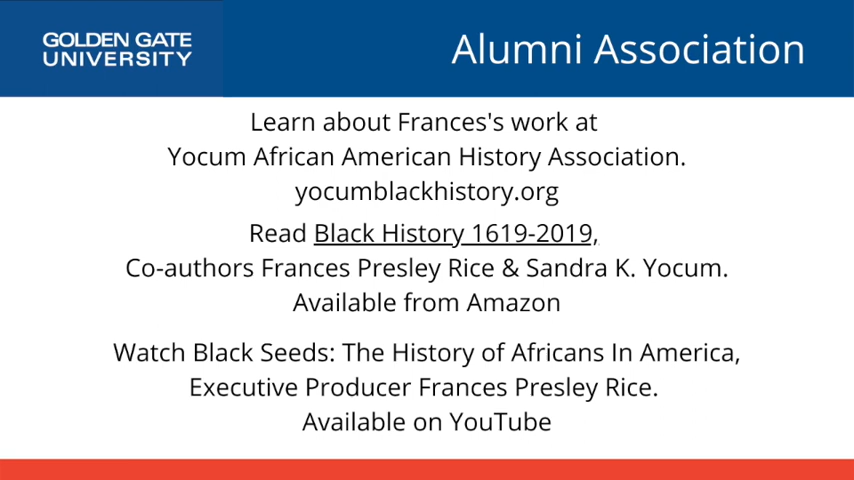 GOLDEN GATE
UNIVERSITY
Alumni Association
Learn about Frances's work at
Yocum African American History Association.
yocumblackhistory.org
Read Black History 1619-2019,
Co-authors Frances Presley Rice & Sandra K. Yocum.
Available from Amazon
Watch Black Seeds: The History of Africans In America,
Executive Producer Frances Presley Rice.
Available on YouTube